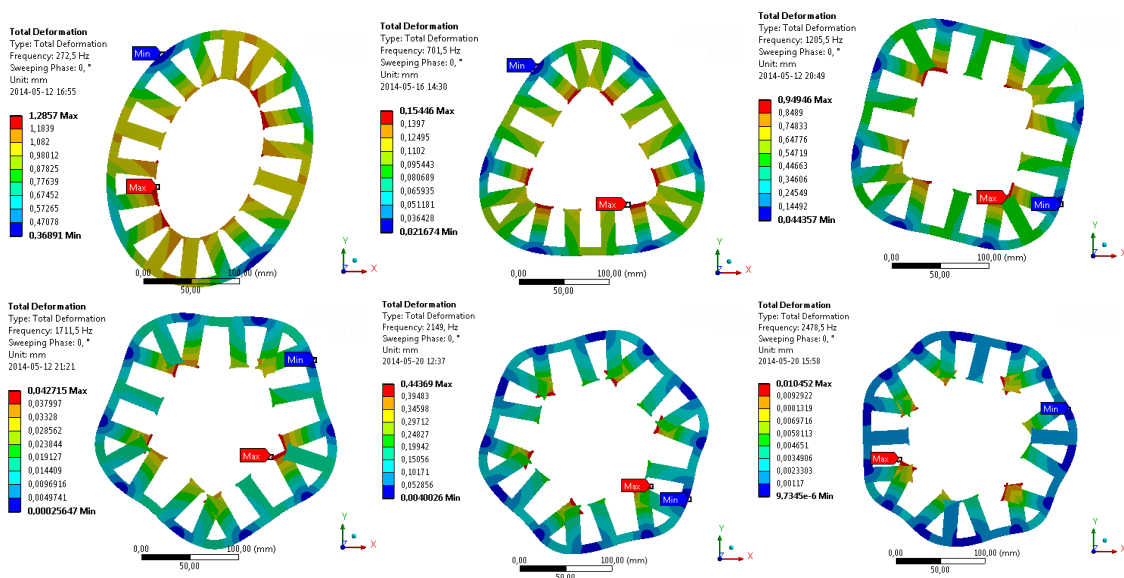 Total Deformation
Type: Total Deformation
Frequency: 272,5 Hz
Sweeping Phase: 0, °
Unit: mm
2014-05-12 16:55
1,2857 Max
1,1839
1,082
0,98012
0,87825
0,77639
0,67452
0,57265
0,47078
0,36891 Min
Min
Max
0,00
100,00 (mm)
50,00
Y
X
Total Deformation
Type: Total Deformation
Frequency: 701,5 Hz
Sweeping Phase: 0, °
Unit: mm
2014-05-16 14:30
0,15446 Max
0,1397
0,12495
0,1102
0,095443
0,080689
0,065935
0,051181
0,036428
0,021674 Min
Min
Max
0,00
100,00 (mm)
50,00
Y
X
Total Deformation
Type: Total Deformation
Frequency: 1205,5 Hz
Sweeping Phase: 0, °
Unit: mm
2014-05-12 20:49
0,94946 Max
0,8489
0,74833
0,64776
0,54719
0,44663
0,34606
0,24549
0,14492
0,044357 Min
Max
Min
0,00
100,00 (mm)
50,00
Y
X
Total Deformation
Type: Total Deformation
Frequency: 1711,5 Hz
Sweeping Phase: 0, °
Unit: mm
2014-05-12 21:21
0,042715 Max
0,037997
0,03328
0,028562
0,023844
0,019127
0,014409
0,0096916
0,0049741
0,00025647 Min
Min
Max
0,00
100,00 (mm)
50,00
Y
X
Total Deformation
Type: Total Deformation
Frequency: 2149, Hz
Sweeping Phase: 0, °
Unit: mm
2014-05-20 12:37
0,44369 Max
0,39483
0,34598
0,29712
0,24827
0,19942
0,15056
0,10171
0,052856
0,0040026 Min
Max
Min
0,00
100,00 (mm)
50,00
Y
X
Total Deformation
Type: Total Deformation
Frequency: 2478,5 Hz
Sweeping Phase: 0, °
Unit: mm
2014-05-20 15:58
0,010452 Max
0,0092922
0,0081319
0,0069716
0,0058113
0,004651
0,0034906
0,0023303
0,00117
9,7345e-6 Min
Min
Max
0,00
100,00 (mm)
50,00
Y
X